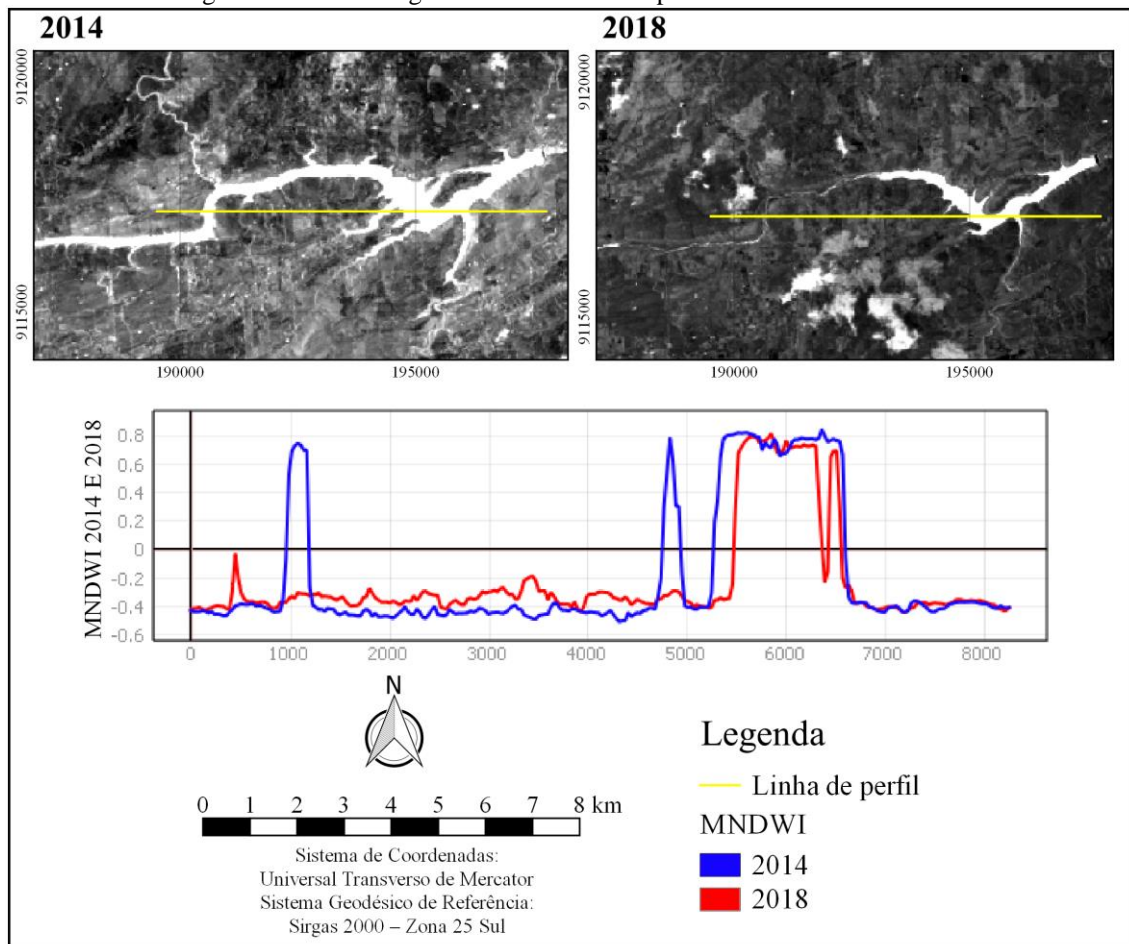 2014
2018
9120000
9115000
190000
195000
9120000
9115000
190000
195000
MNDWI 2014 E 2018
0.8
0.6
0.4
0.2
0
-0.2
-0.4
-0.6
0 1000 2000 3000 4000 5000 6000 7000 8000
N
0 1 2 3 4 5 6 7 8 km
Sistema de Coordenadas:
Universal Transverso de Mercator
Sistema Geodésico de Referência:
Sirgas 2000 – Zona 25 Sul
Legenda
Linha de perfil
MNDWI
2014
2018